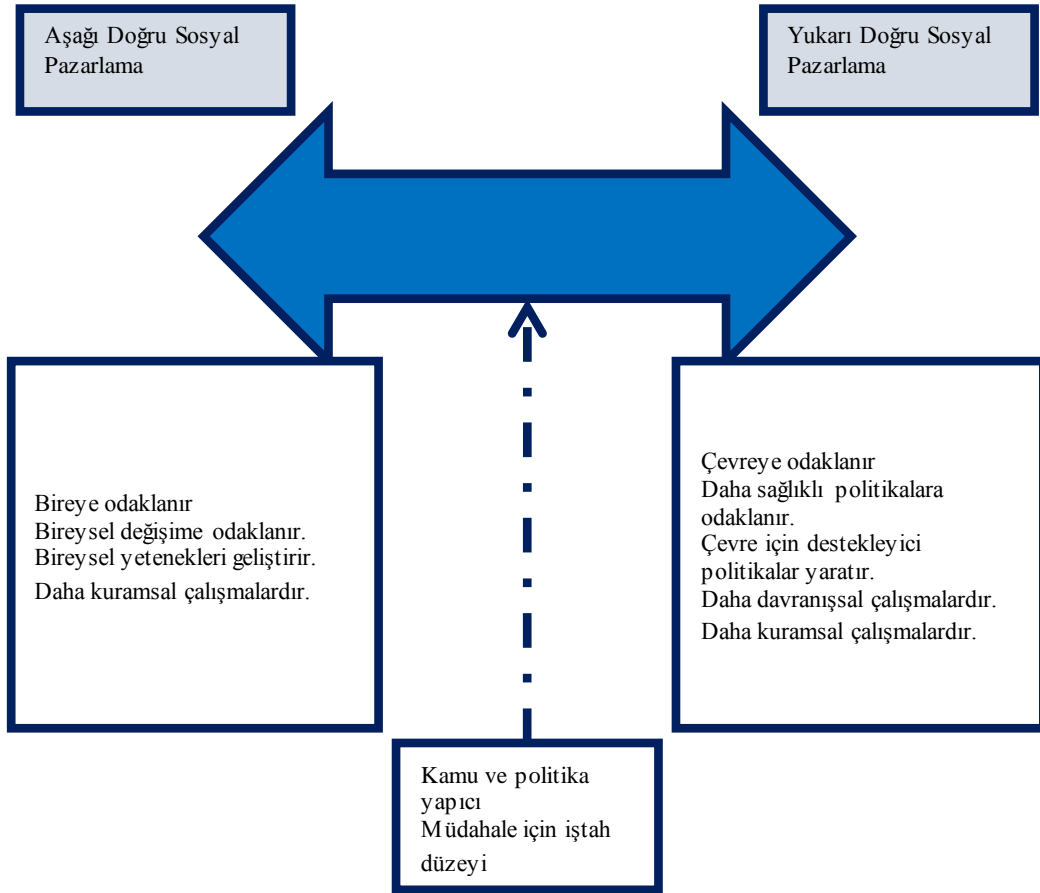 Aşağı Doğru Sosyal
Pazarlama
Yukarı Doğru Sosyal
Pazarlama
Bireye odaklanır
Bireysel değişime odaklanır.
Bireysel yetenekleri geliştirir.
Daha kuramsal çalışmalardır.
Çevreye odaklanır
Daha sağlıklı politikalara
odaklanır.
Çevre için destekleyici
politikalar yaratır.
Daha davranışsal çalışmalardır.
Daha kuramsal çalışmalardır.
Kamu ve politika
yapıcı
Müdahale için iştah
düzeyi